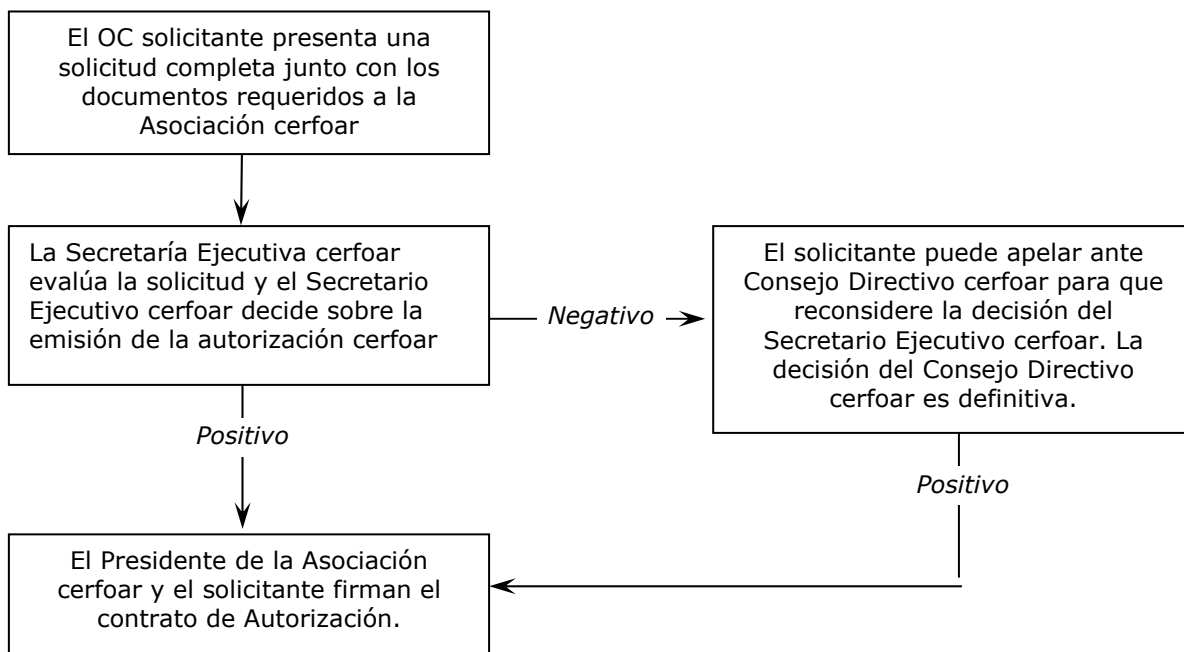 El OC solicitante presenta una
solicitud completa junto con los
documentos requeridos a la
Asociación cerfoar
La Secretaría Ejecutiva cerfoar
evalúa la solicitud y el Secretario
Ejecutivo cerfoar decide sobre la
emisión de la autorización cerfoar
Negativo
El solicitante puede apelar ante
Consejo Directivo cerfoar para que
reconsidere la decisión del
Secretario Ejecutivo cerfoar. La
decisión del Consejo Directivo
cerfoar es definitiva.
Positivo
Positivo
El Presidente de la Asociación
cerfoar y el solicitante firman el
contrato de Autorización.